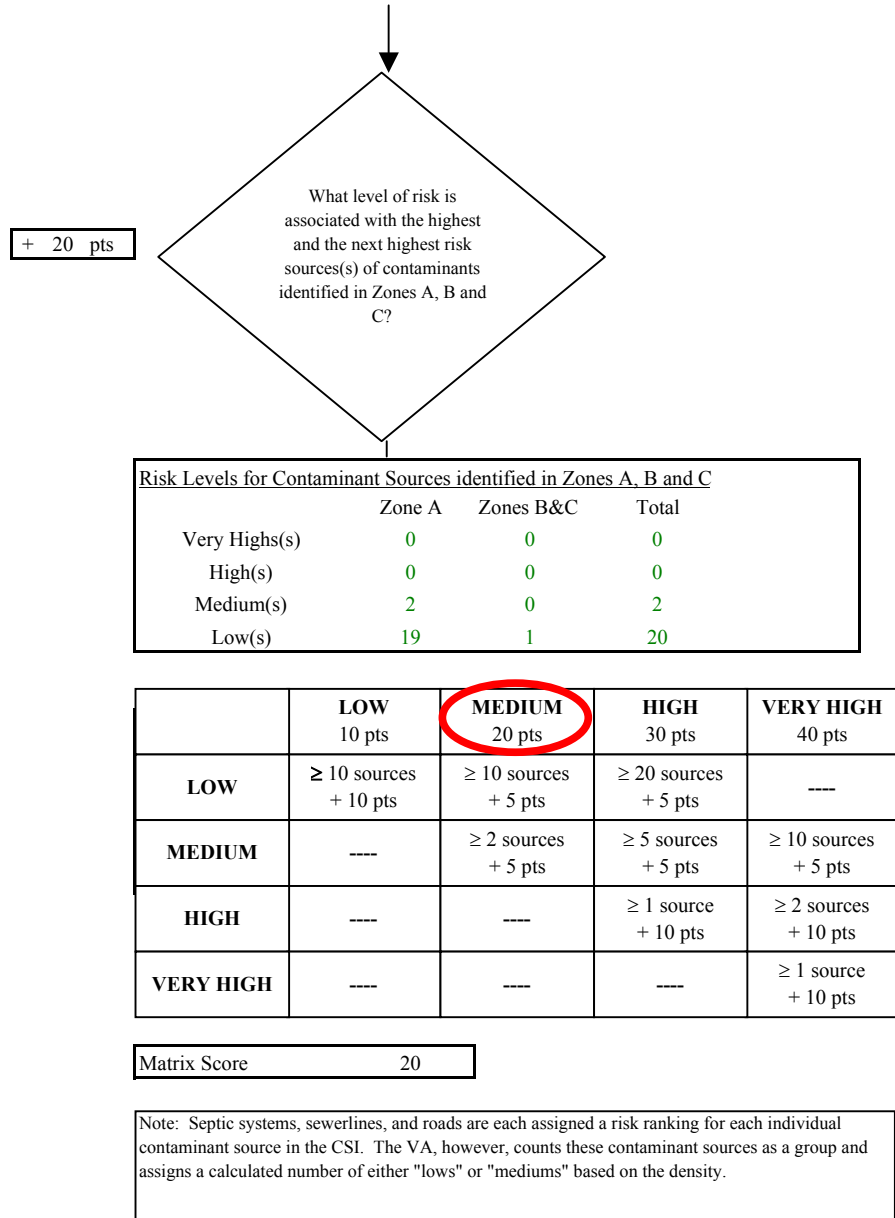 What level of risk is
associated with the highest
and the next highest risk
sources(s) of contaminants
identified in Zones A, B and
C?
+ 20 pts
Risk Levels for Contaminant Sources identified in Zones A, B and C
Zone A Zones B&C Total
Very Highs(s) 0 0 0
High(s) 0 0 0
Medium(s) 2 0 2
Low(s) 19 1 20
LOW MEDIUM HIGH VERY HIGH
10 pts 20 pts 30 pts 40 pts
LOW ≥ 10 sources ≥ 10 sources ≥ 20 sources ----
+ 10 pts + 5 pts + 5 pts
MEDIUM ---- ≥ 2 sources ≥ 5 sources ≥ 10 sources
+ 5 pts + 5 pts + 5 pts
HIGH ---- ---- ≥ 1 source ≥ 2 sources
+ 10 pts + 10 pts
VERY HIGH ---- ---- ---- ≥ 1 source
+ 10 pts
Matrix Score 20
Note: Septic systems, sewerlines, and roads are each assigned a risk ranking for each individual
contaminant source in the CSI. The VA, however, counts these contaminant sources as a group and
assigns a calculated number of either "lows" or "mediums" based on the density.